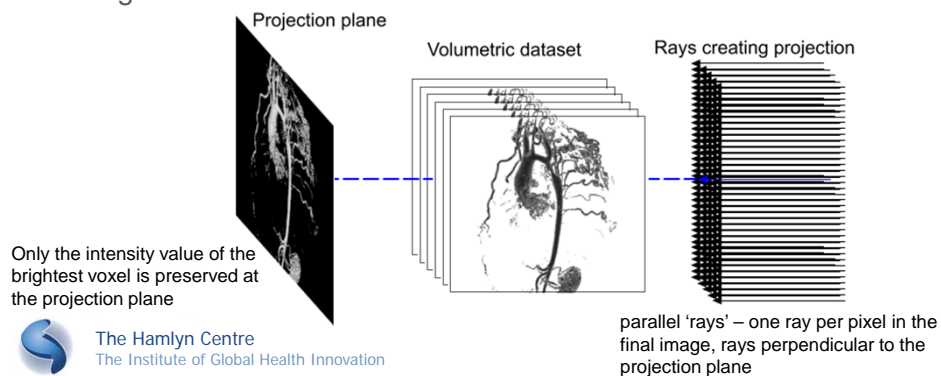 Projection plane
Volumetric dataset
Rays creating projection
Only the intensity value of the
brightest voxel is preserved at
the projection plane
The Hamlyn Centre
The Institute of Global Health Innovation
parallel ‘rays’ – one ray per pixel in the
final image, rays perpendicular to the
projection plane